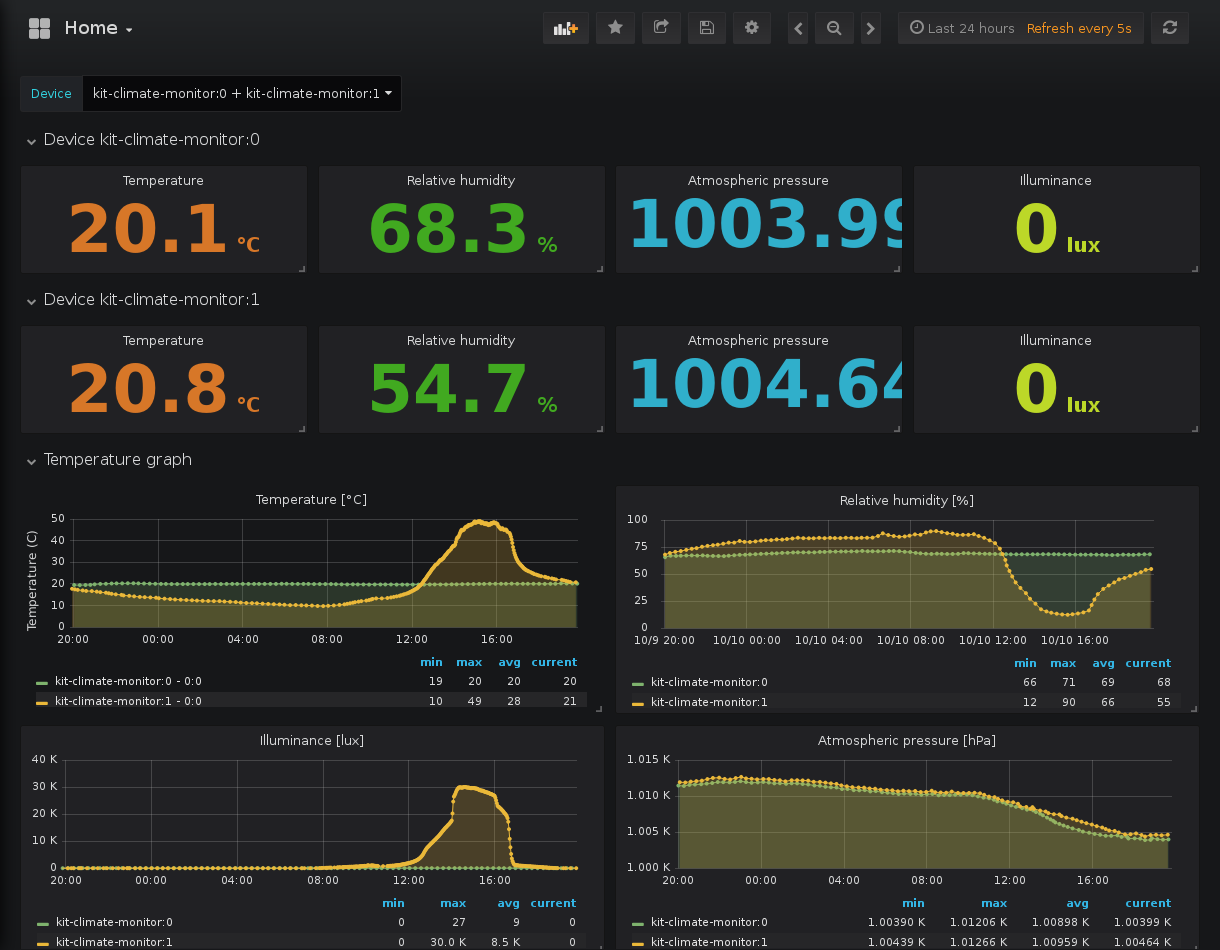 Home
Last 24 hours Refresh every 5s
Device kit-climate-monitor:0 + kit-climate-monitor:1
Device kit-climate-monitor:0
Temperature Relative humidity Atmospheric pressure Illuminance
20.1 °C 68.3 % 1003.99 0 lux
Device kit-climate-monitor:1
Temperature Relative humidity Atmospheric pressure Illuminance
20.8 °C 54.7 % 1004.64 0 lux
Temperature graph
Temperature [°C]
Temperature (C)
50
40
30
20
10
0
20:00 00:00 04:00 08:00 12:00 16:00
min max avg current
kit-climate-monitor:0 - 0:0 19 20 20 20
kit-climate-monitor:1 - 0:0 10 49 28 21
Relative humidity [%]
100
75
50
25
0
10/9 20:00 10/10 00:00 10/10 04:00 10/10 08:00 10/10 12:00 10/10 16:00
min max avg current
kit-climate-monitor:0 66 71 69 68
kit-climate-monitor:1 12 90 66 55
Illuminance [lux]
40 K
30 K
20 K
10 K
0
20:00 00:00 04:00 08:00 12:00 16:00
min max avg current
kit-climate-monitor:0 0 27 9 0
kit-climate-monitor:1 0 30.0 K 8.5 K 0
Atmospheric pressure [hPa]
1.015 K
1.010 K
1.005 K
1.000 K
20:00 00:00 04:00 08:00 12:00 16:00
min max avg current
kit-climate-monitor:0 1.00390 K 1.01206 K 1.00898 K 1.00399 K
kit-climate-monitor:1 1.00439 K 1.01266 K 1.00959 K 1.00464 K